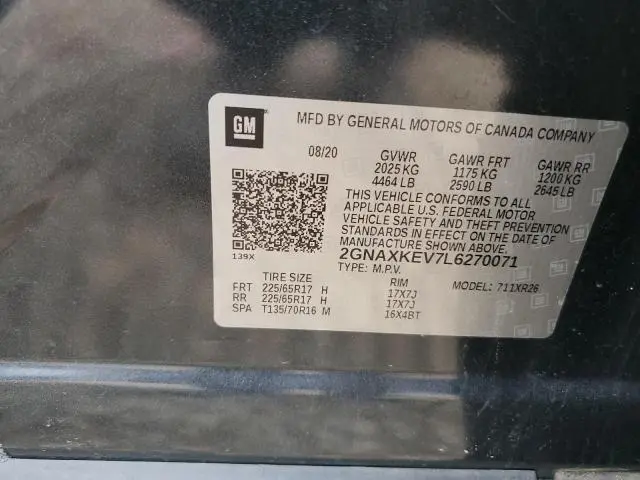 GM
MFD BY GENERAL MOTORS OF CANADA COMPANY
08/20 GVWR GAWR FRT GAWR RR
2025 KG 1175 KG 1200 KG
4464 LB 2590 LB 2645 LB
THIS VEHICLE CONFORMS TO ALL
APPLICABLE U.S. FEDERAL MOTOR
VEHICLE SAFETY AND THEFT PREVENTION
STANDARDS IN EFFECT ON THE DATE OF
MANUFACTURE SHOWN ABOVE.
139X
2GNAXKEV7L6270071
TYPE: M.P.V. MODEL: 711XR26
TIRE SIZE RIM
FRT 225/65R17 H 17X7J
RR 225/65R17 H 17X7J
SPA T135/70R16 M 16X4BT